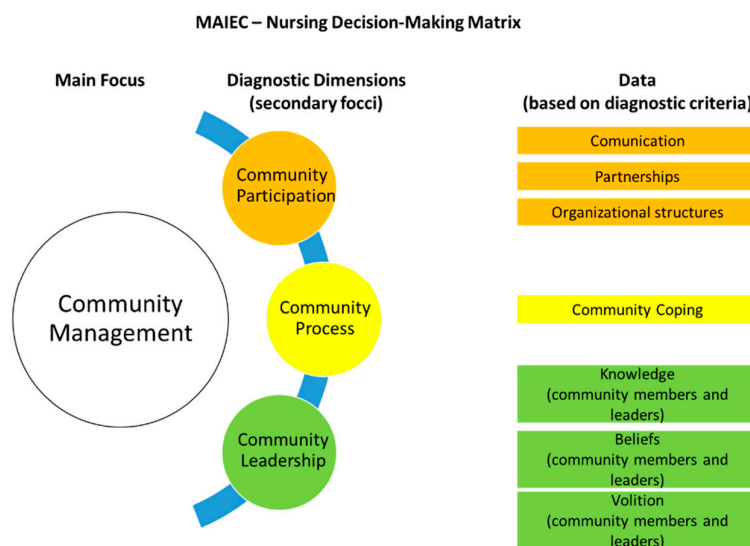 MAIEC – Nursing Decision-Making Matrix
Main Focus
Diagnostic Dimensions
(secondary focci)
Data
(based on diagnostic criteria)
Community
Management
Community
Participation
Community
Process
Community
Leadership
Comunication
Partnerships
Organizational structures
Community Coping
Knowledge
(community members and
leaders)
Beliefs
(community members and
leaders)
Volition
(community members and
leaders)